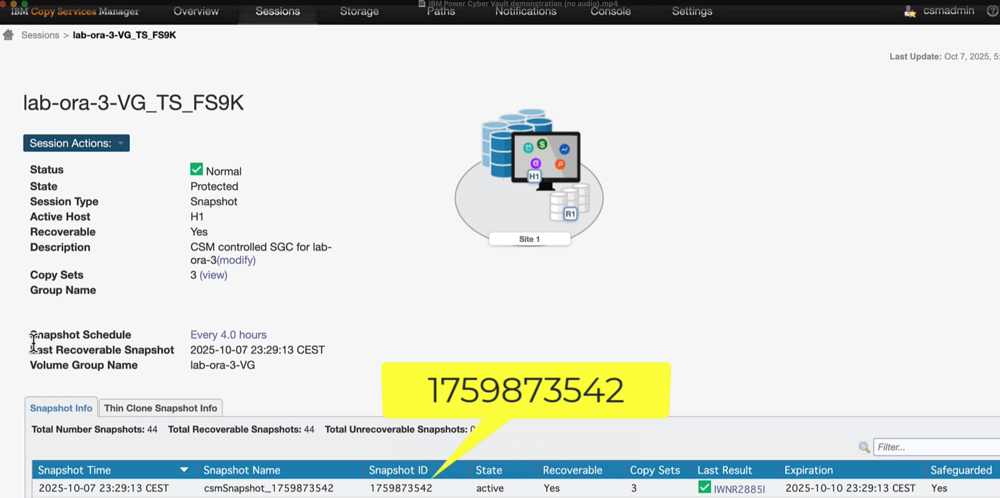 IBM Power Cyber Vault demonstration (no audio).mp4
IBM Copy Services Manager Overview Sessions Storage Paths Notifications Console Settings csmadmin ?
Sessions > lab-ora-3-VG_TS_FS9K
Last Update: Oct 7, 2025, 5:
lab-ora-3-VG_TS_FS9K
Session Actions:
Status Normal
State Protected
Session Type Snapshot
Active Host H1
Recoverable Yes
Description CSM controlled SGC for lab-
ora-3(modify)
Copy Sets 3 (view)
Group Name
H1
R1
Site 1
Snapshot Schedule Every 4.0 hours
Last Recoverable Snapshot 2025-10-07 23:29:13 CEST
Volume Group Name lab-ora-3-VG
1759873542
Snapshot Info Thin Clone Snapshot Info
Total Number Snapshots: 44 Total Recoverable Snapshots: 44 Total Unrecoverable Snapshots: 0
Filter...
Snapshot Time Snapshot Name Snapshot ID State Recoverable Copy Sets Last Result Expiration Safeguarded
2025-10-07 23:29:13 CEST csmSnapshot_1759873542 1759873542 active Yes 3 IWNR2885I 2025-10-10 23:29:13 CEST Yes